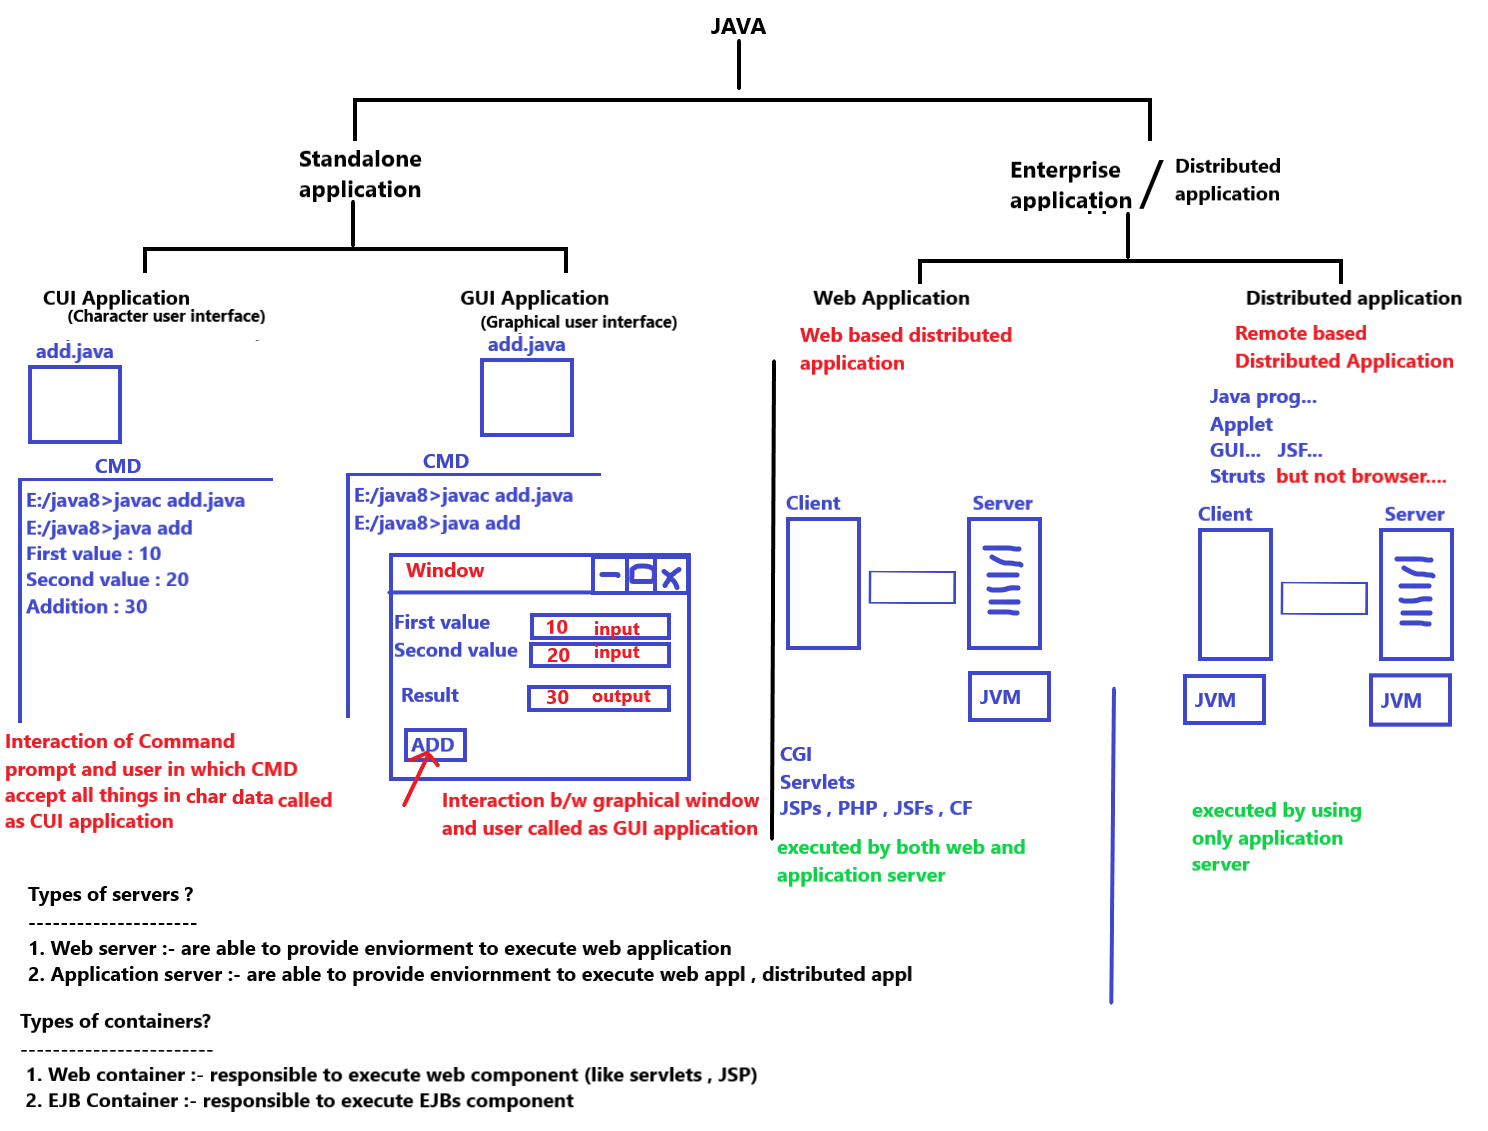 JAVA
Standalone
application
Enterprise
application
/
Distributed
application
CUI Application
(Character user interface)
add.java
CMD
E:/java8>javac add.java
E:/java8>java add
First value : 10
Second value : 20
Addition : 30
Interaction of Command
prompt and user in which CMD
accept all things in char data called
as CUI application
GUI Application
(Graphical user interface)
add.java
CMD
E:/java8>javac add.java
E:/java8>java add
Window
First value 10 input
Second value 20 input
Result 30 output
ADD
Interaction b/w graphical window
and user called as GUI application
Web Application
Web based distributed
application
Client Server
JVM
CGI
Servlets
JSPs , PHP , JSFs , CF
executed by both web and
application server
Distributed application
Remote based
Distributed Application
Java prog...
Applet
GUI... JSF...
Struts but not browser....
Client Server
JVM JVM
executed by using
only application
server
Types of servers ?
---------------------
1. Web server :- are able to provide enviorment to execute web application
2. Application server :- are able to provide enviornment to execute web appl , distributed appl
Types of containers?
------------------------
1. Web container :- responsible to execute web component (like servlets , JSP)
2. EJB Container :- responsible to execute EJBs component